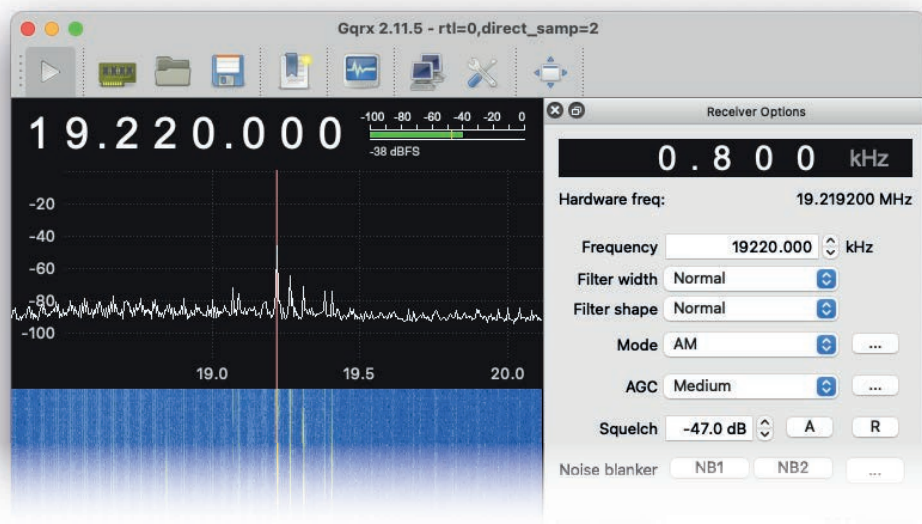 Gqrx 2.11.5 - rtl=0,direct_samp=2
19.220.000
-100 -80 -60 -40 -20 0
-38 dBFS
-20
-40
-60
-80
-100
19.0 19.5 20.0
Receiver Options
0.800 kHz
Hardware freq: 19.219200 MHz
Frequency 19220.000 kHz
Filter width Normal
Filter shape Normal
Mode AM ...
AGC Medium ...
Squelch -47.0 dB A R
Noise blanker NB1 NB2 ...